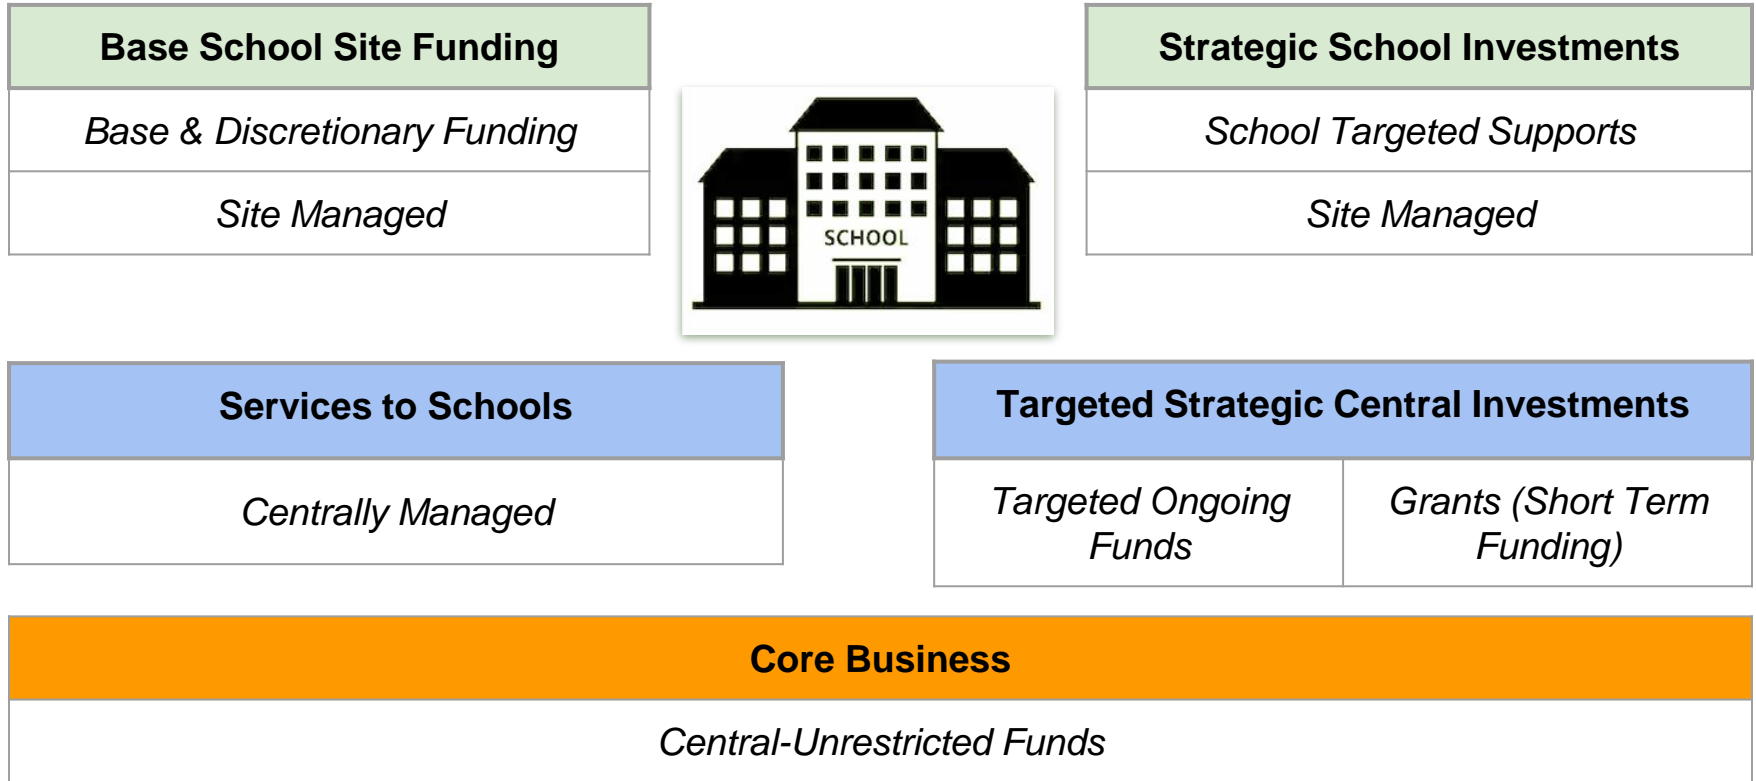 Base School Site Funding
Base & Discretionary Funding
Site Managed
SCHOOL
Strategic School Investments
School Targeted Supports
Site Managed
Services to Schools
Centrally Managed
Targeted Strategic Central Investments
Targeted Ongoing
Funds
Grants (Short Term
Funding)
Core Business
Central-Unrestricted Funds